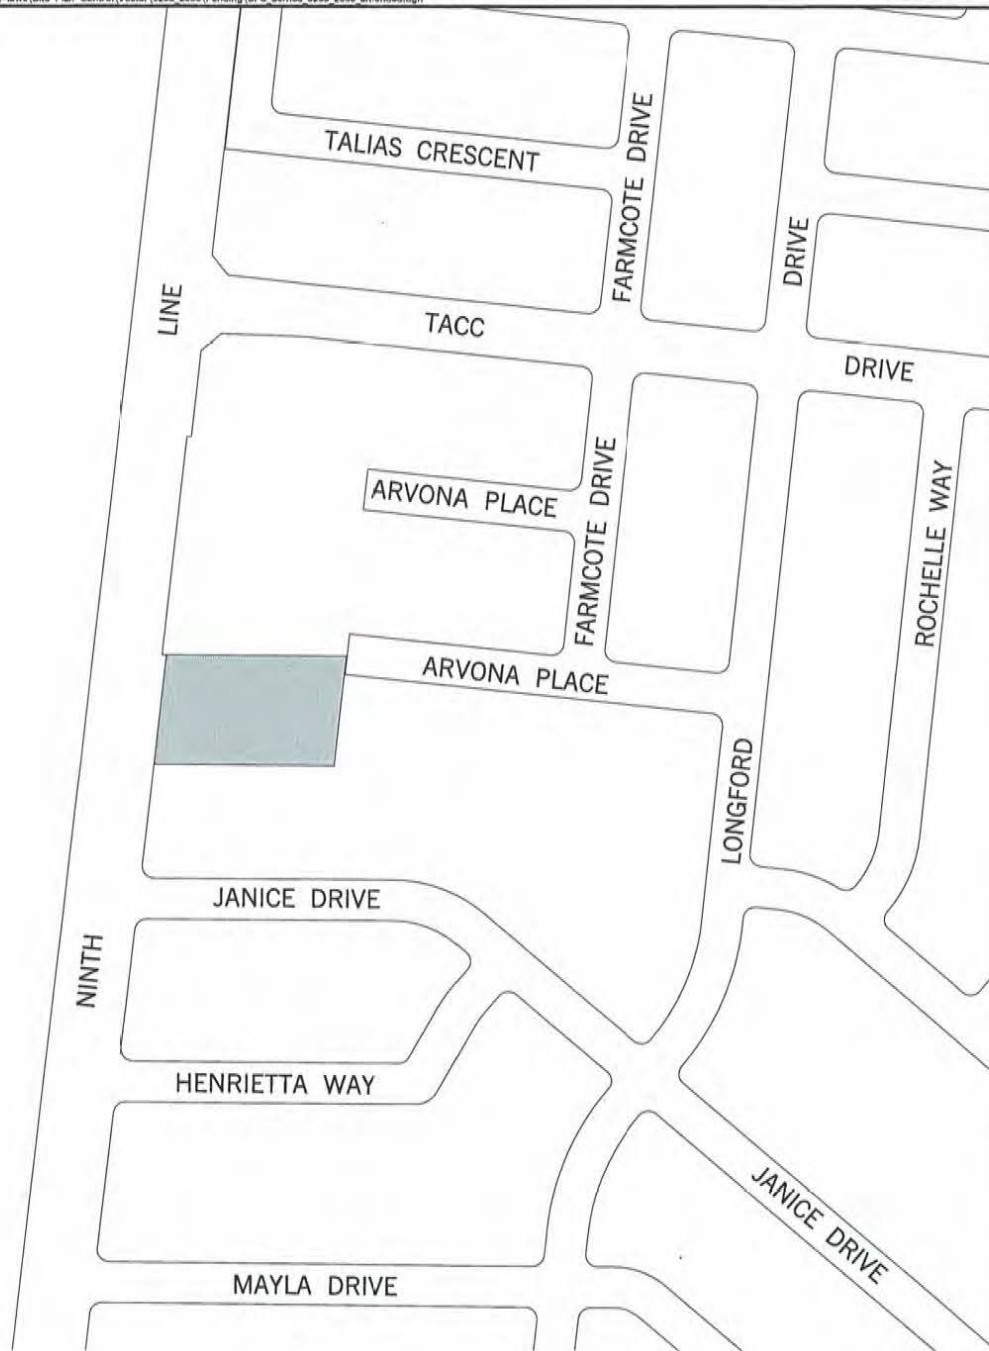 TALIAS CRESCENT
FARMCOTE DRIVE
DRIVE
LINE
TACC
DRIVE
ARVONA PLACE
FARMCOTE DRIVE
ROCHELLE WAY
ARVONA PLACE
LONGFORD
JANICE DRIVE
NINTH
HENRIETTA WAY
JANICE DRIVE
MAYLA DRIVE